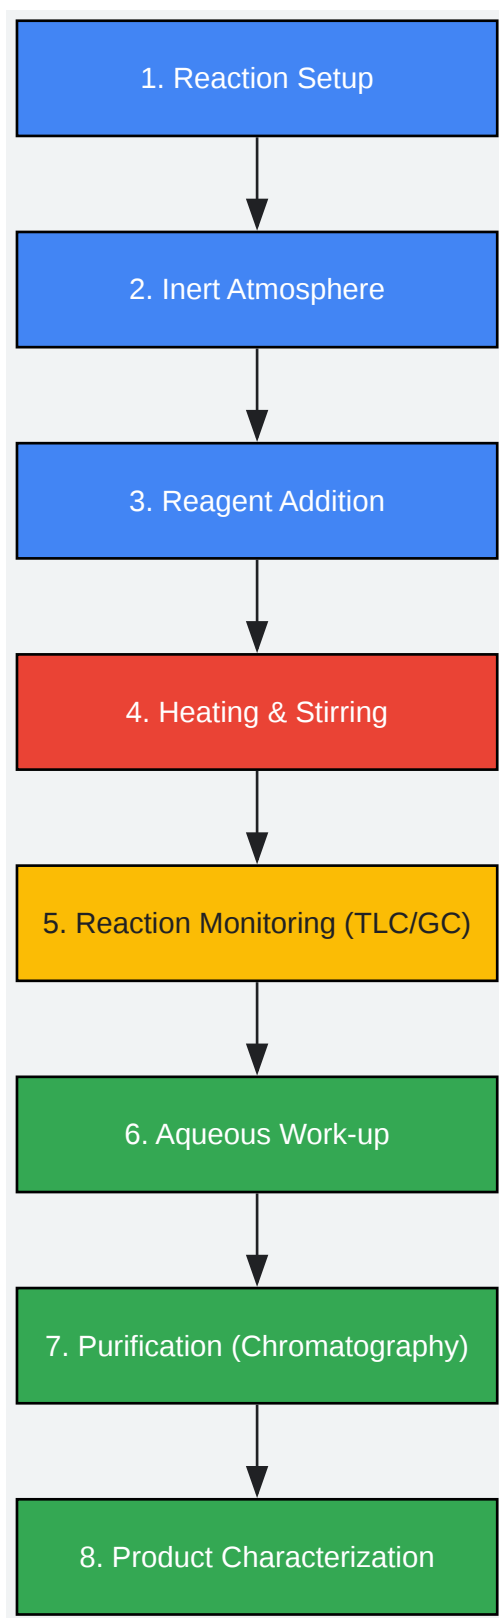 1. Reaction Setup
2. Inert Atmosphere
3. Reagent Addition
4. Heating & Stirring
5. Reaction Monitoring (TLC/GC)
6. Aqueous Work-up
7. Purification (Chromatography)
8. Product Characterization